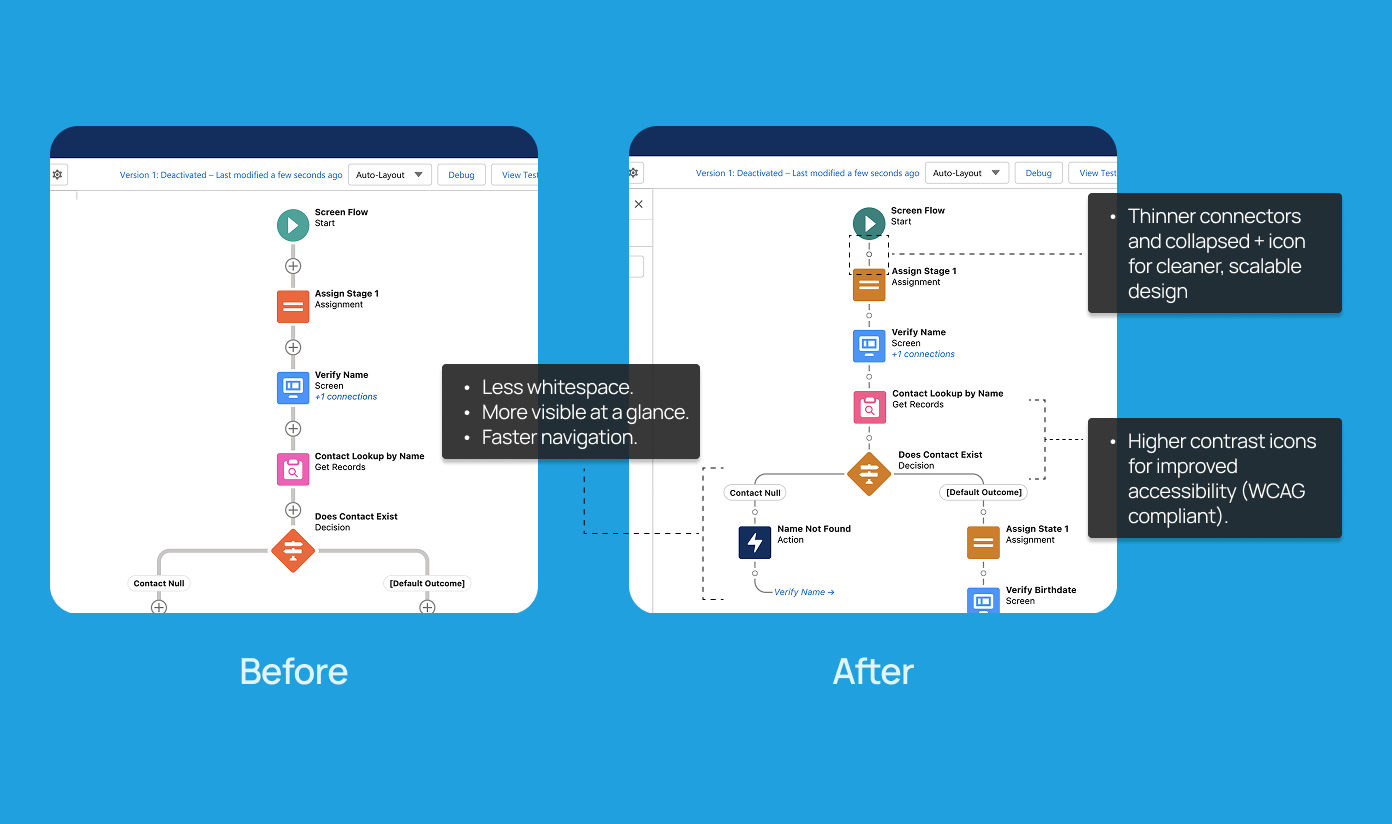 Version 1: Deactivated – Last modified a few seconds ago
Auto-Layout
Debug
View Test
Screen Flow
Start
Assign Stage 1
Assignment
Verify Name
Screen
+1 connections
Contact Lookup by Name
Get Records
Does Contact Exist
Decision
Contact Null
[Default Outcome]
Before
• Less whitespace.
• More visible at a glance.
• Faster navigation.
Version 1: Deactivated – Last modified a few seconds ago
Auto-Layout
Debug
View Test
Screen Flow
Start
Assign Stage 1
Assignment
Verify Name
Screen
+1 connections
Contact Lookup by Name
Get Records
Does Contact Exist
Decision
Contact Null
[Default Outcome]
Name Not Found
Action
Assign State 1
Assignment
Verify Name →
Verify Birthdate
Screen
After
• Thinner connectors
and collapsed + icon
for cleaner, scalable
design
• Higher contrast icons
for improved
accessibility (WCAG
compliant).